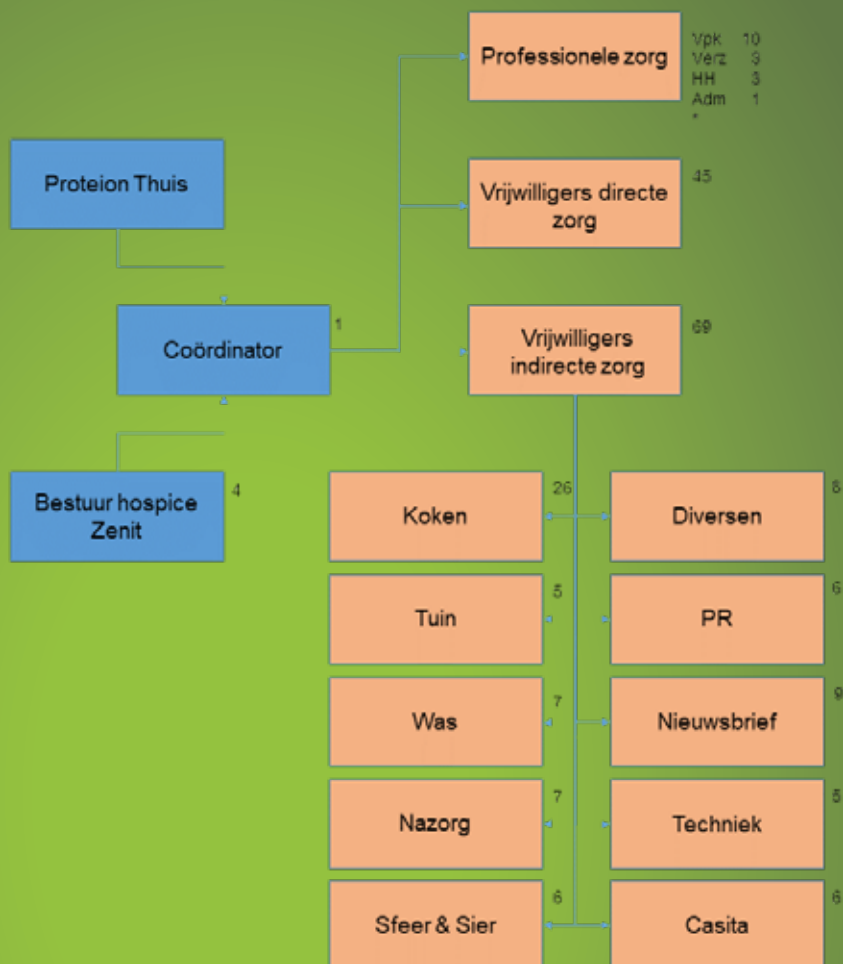 Professionele zorg
Vpk 10
Verz 3
HH 3
Adm 1
*
Proteion Thuis
Vrijwilligers directe
zorg
45
Coördinator
1
Vrijwilligers
indirecte zorg
69
Bestuur hospice
Zenit
4
Koken
26
Diversen
8
Tuin
5
PR
6
Was
7
Nieuwsbrief
9
Nazorg
7
Techniek
5
Sfeer & Sier
6
Casita
6